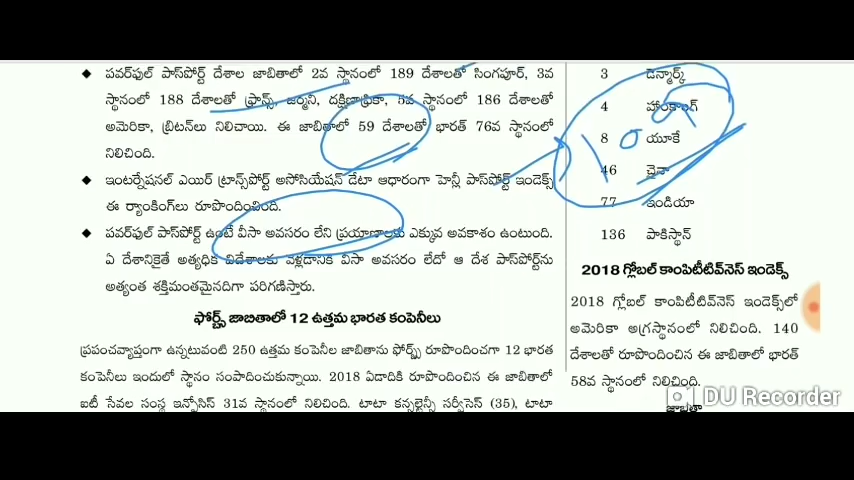 ◆ పవర్‌ఫుల్ పాస్‌పోర్ట్ దేశాల జాబితాలో 2వ స్థానంలో 189 దేశాలతో సింగపూర్, 3వ
స్థానంలో 188 దేశాలతో ఫ్రాన్స్, జర్మని, దక్షిణాఫ్రికా, 5వ స్థానంలో 186 దేశాలతో
అమెరికా, బ్రిటన్‌లు నిలిచాయి. ఈ జాబితాలో 59 దేశాలతో భారత్ 76వ స్థానంలో
నిలిచింది.
◆ ఇంటర్నేషనల్ ఎయిర్ ట్రాన్స్‌పోర్ట్ అసోసియేషన్ డేటా ఆధారంగా హెన్లీ పాస్‌పోర్ట్ ఇండెక్స్
ఈ ర్యాంకింగ్‌లు రూపొందించింది.
◆ పవర్‌ఫుల్ పాస్‌పోర్ట్ ఉంటే వీసా అవసరం లేని ప్రయాణాలకు ఎక్కువ అవకాశం ఉంటుంది.
ఏ దేశానికైతే అత్యధిక విదేశాలకు వెళ్లడానికి వీసా అవసరం లేదో ఆ దేశ పాస్‌పోర్ట్‌ను
అత్యంత శక్తిమంతమైనదిగా పరిగణిస్తారు.
ఫోర్బ్స్ జాబితాలో 12 ఉత్తమ భారత కంపెనీలు
ప్రపంచవ్యాప్తంగా ఉన్నటువంటి 250 ఉత్తమ కంపెనీల జాబితాను ఫోర్బ్స్ రూపొందించగా 12 భారత
కంపెనీలు ఇందులో స్థానం సంపాదించుకున్నాయి. 2018 ఏడాదికి రూపొందించిన ఈ జాబితాలో
ఐటీ సేవల సంస్థ ఇన్ఫోసిస్ 31వ స్థానంలో నిలిచింది. టాటా కన్సల్టెన్సీ సర్వీసెస్ (35), టాటా
3 డెన్మార్క్
4 హాంకాంగ్
8 యూకే
46 చైనా
77 ఇండియా
136 పాకిస్థాన్
2018 గ్లోబల్ కాంపిటీటివ్‌నెస్ ఇండెక్స్
2018 గ్లోబల్ కాంపిటీటివ్‌నెస్ ఇండెక్స్‌లో
అమెరికా అగ్రస్థానంలో నిలిచింది. 140
దేశాలతో రూపొందించిన ఈ జాబితాలో భారత్
58వ స్థానంలో నిలిచింది.
జాబితా
DU Recorder